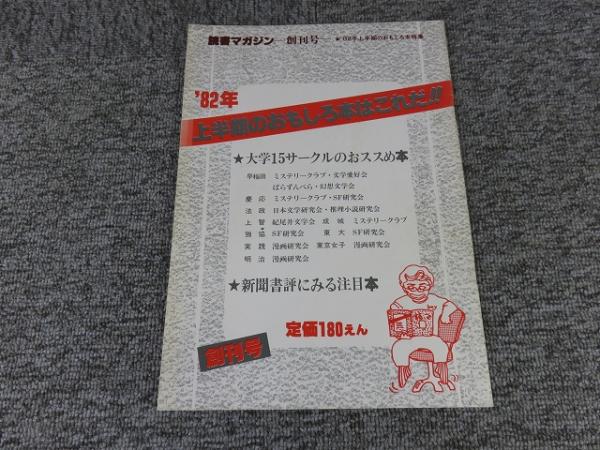 読書マガジン―創刊号― ★'82年上半期のおもしろ本特集
'82年
上半期のおもしろ本はこれだ!!
★大学15サークルのおススめ本
早稲田 ミステリークラブ・文学愛好会
ぱらずんぺら・幻想文学会
慶応 ミステリークラブ・SF研究会
法政 日本文学研究会・推理小説研究会
上智 紀尾井文学会 成城 ミステリークラブ
独協 SF研究会 東大 SF研究会
実践 漫画研究会 東京女子 漫画研究会
明治 漫画研究会
★新聞書評にみる注目本
定価180えん
創刊号